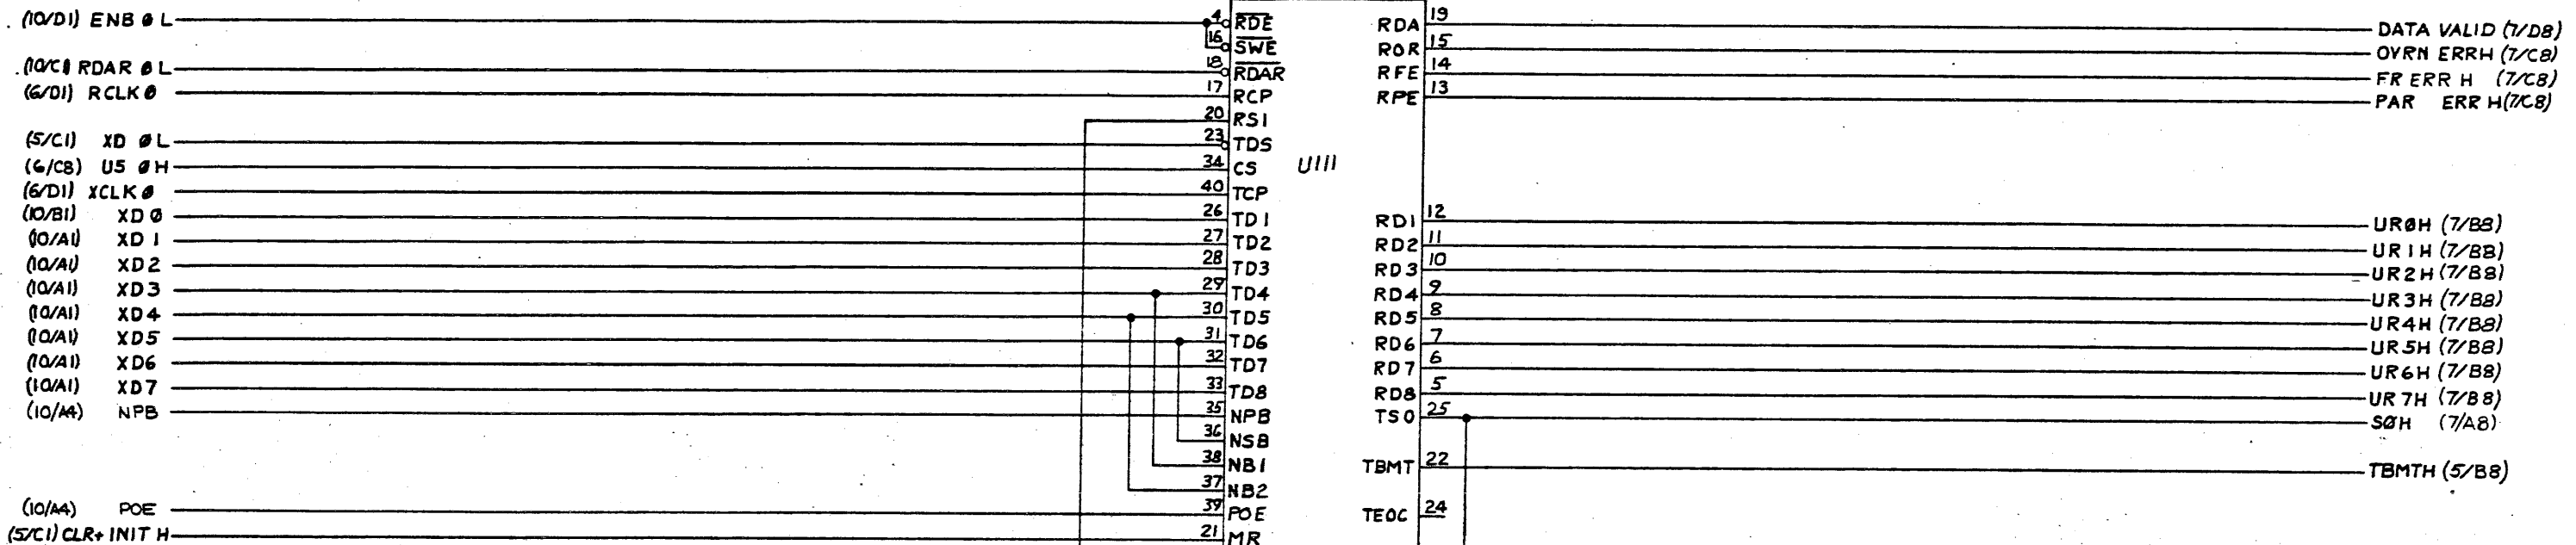 (10/D1) ENB Ø L 4 RDE RDA 19 DATA VALID (7/D8)
16 SWE ROR 15 OVRN ERRH (7/C8)
(10/C1 RDAR Ø L 18 RDAR RFE 14 FR ERR H (7/C8)
(6/D1) RCLK Ø 17 RCP RPE 13 PAR ERR H(7/C8)
20 RSI
(5/C1) XD Ø L 23 TDS
(6/C8) US Ø H 34 CS U111
(6/D1) XCLK Ø 40 TCP
(10/B1) XD Ø 26 TD1 RD1 12 URØH (7/B8)
(10/A1) XD 1 27 TD2 RD2 11 UR1H (7/B8)
(10/A1) XD2 28 TD3 RD3 10 UR2H (7/B8)
(10/A1) XD3 29 TD4 RD4 9 UR3H (7/B8)
(10/A1) XD4 30 TD5 RD5 8 UR4H (7/B8)
(10/A1) XD5 31 TD6 RD6 7 UR5H (7/B8)
(10/A1) XD6 32 TD7 RD7 6 UR6H (7/B8)
(10/A1) XD7 33 TD8 RD8 5 UR7H (7/B8)
(10/A4) NPB 35 NPB TSO 25 SØH (7/A8)
36 NSB
38 NB1 TBMT 22 TBMTH (5/B8)
37 NB2
(10/A4) POE 39 POE TEOC 24
(5/C1) CLR+ INIT H 21 MR